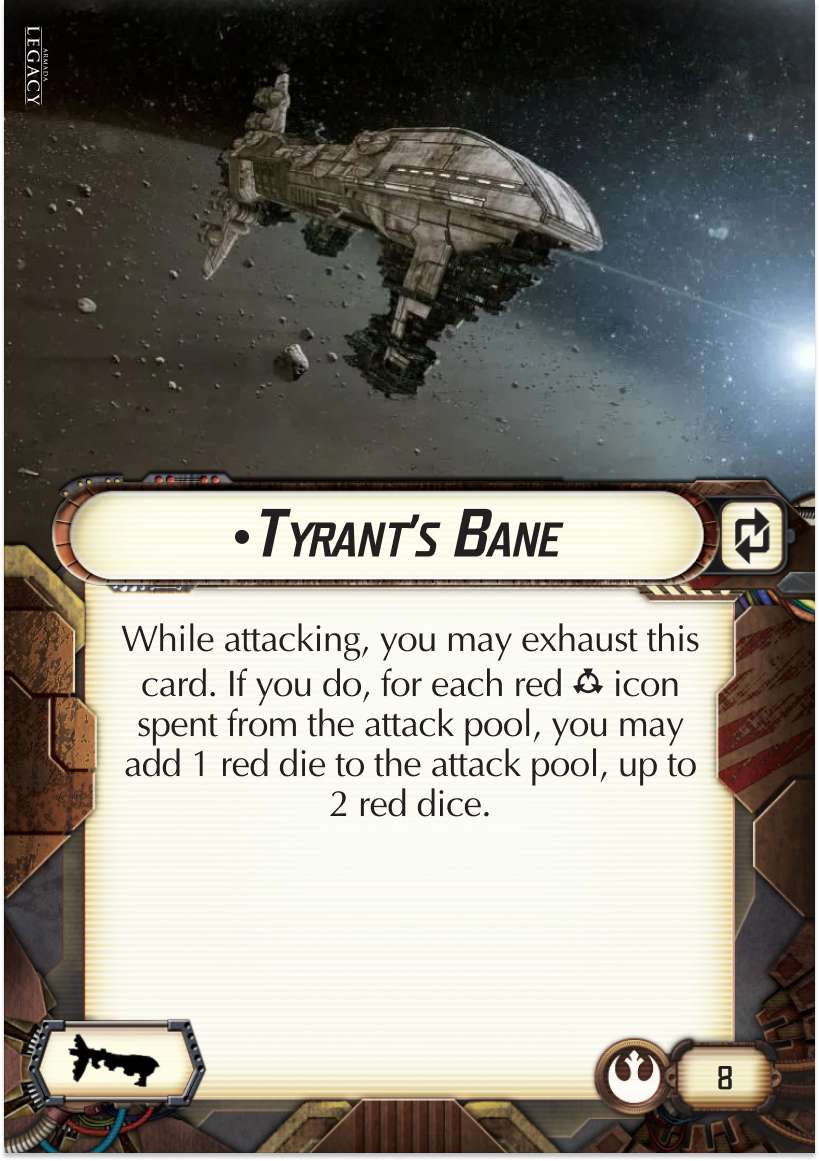 ARMADA
LEGACY
•Tyrant's Bane
While attacking, you may exhaust this
card. If you do, for each red icon
spent from the attack pool, you may
add 1 red die to the attack pool, up to
2 red dice.
8